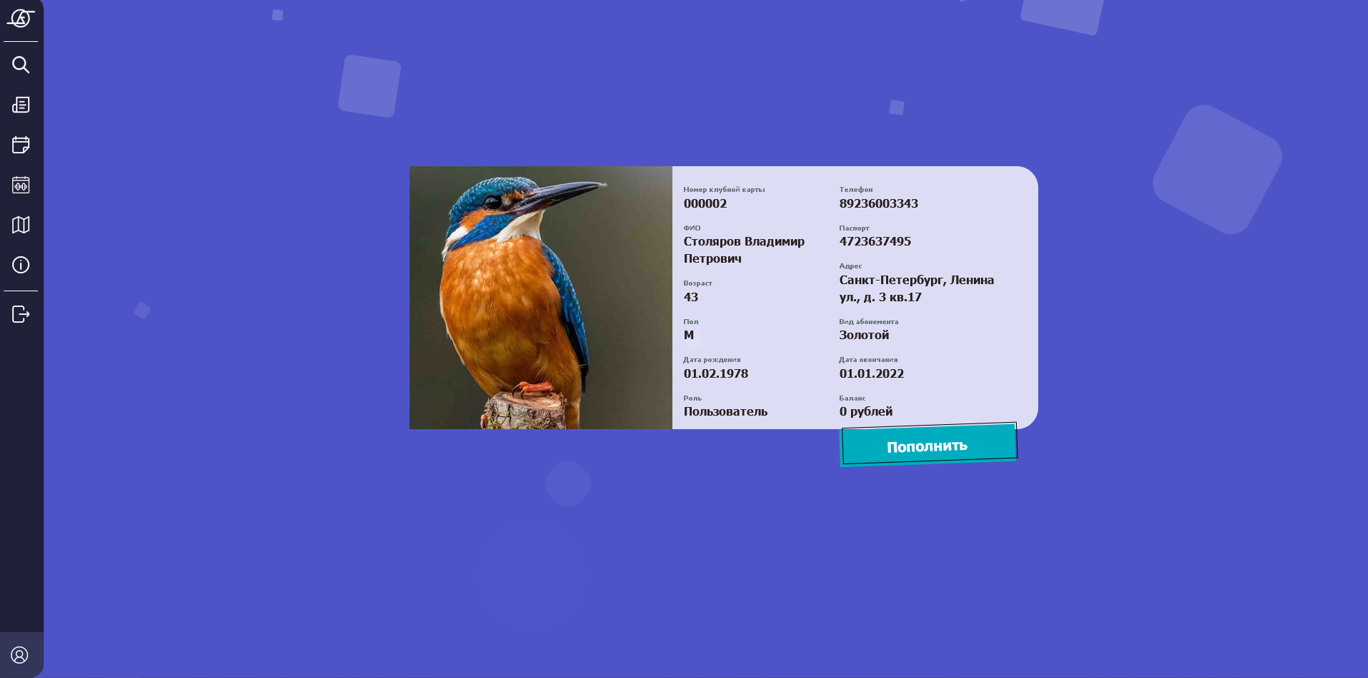 Номер клубной карты
000002
ФИО
Столяров Владимир
Петрович
Возраст
43
Пол
М
Дата рождения
01.02.1978
Роль
Пользователь
Телефон
89236003343
Паспорт
4723637495
Адрес
Санкт-Петербург, Ленина
ул., д. 3 кв.17
Вид абонемента
Золотой
Дата окончания
01.01.2022
Баланс
0 рублей
Пополнить